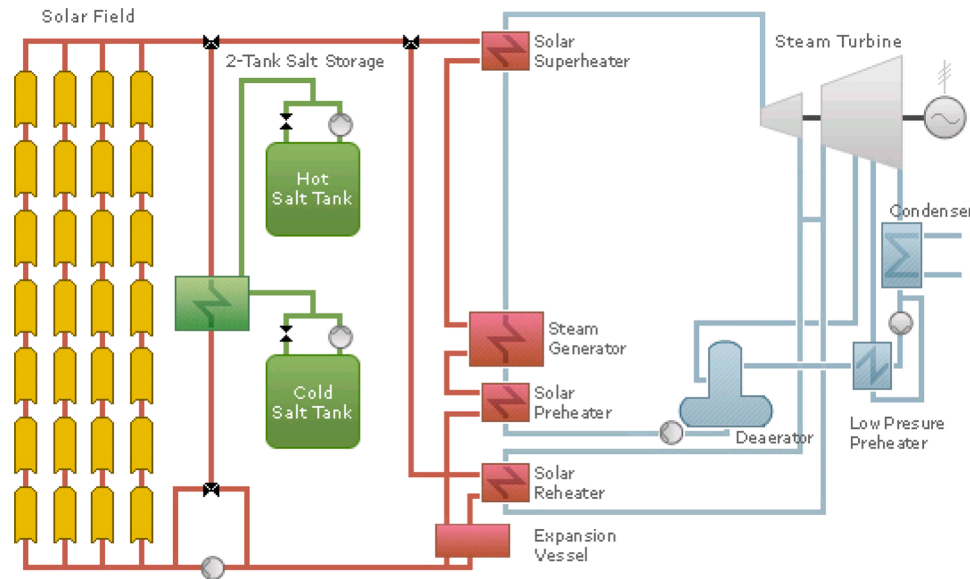 Solar Field
2-Tank Salt Storage
Hot
Salt Tank
Cold
Salt Tank
Solar
Superheater
Steam
Generator
Solar
Preheater
Solar
Reheater
Expansion
Vessel
Steam Turbine
Condenser
Deaerator
Low Presure
Preheater